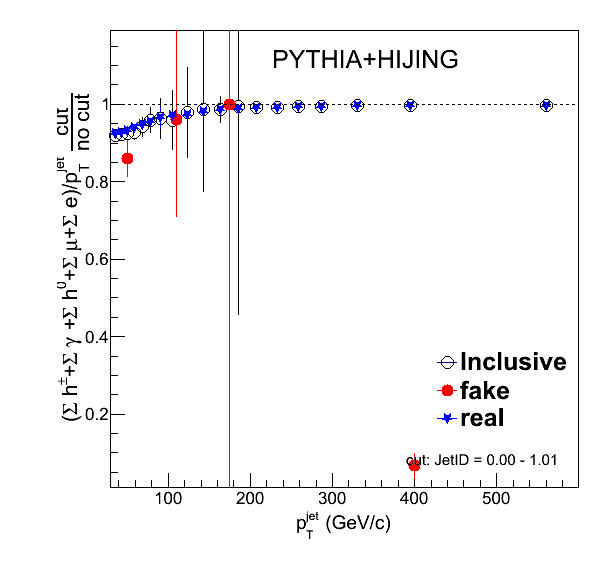 PYTHIA+HIJING
(Σ h± +Σ γ +Σ h⁰+Σ μ+Σ e)/p_T^jet cut/no cut
1
0.8
0.6
0.4
0.2
Inclusive
fake
real
cut: JetID = 0.00 - 1.01
100 200 300 400 500
p_T^jet (GeV/c)